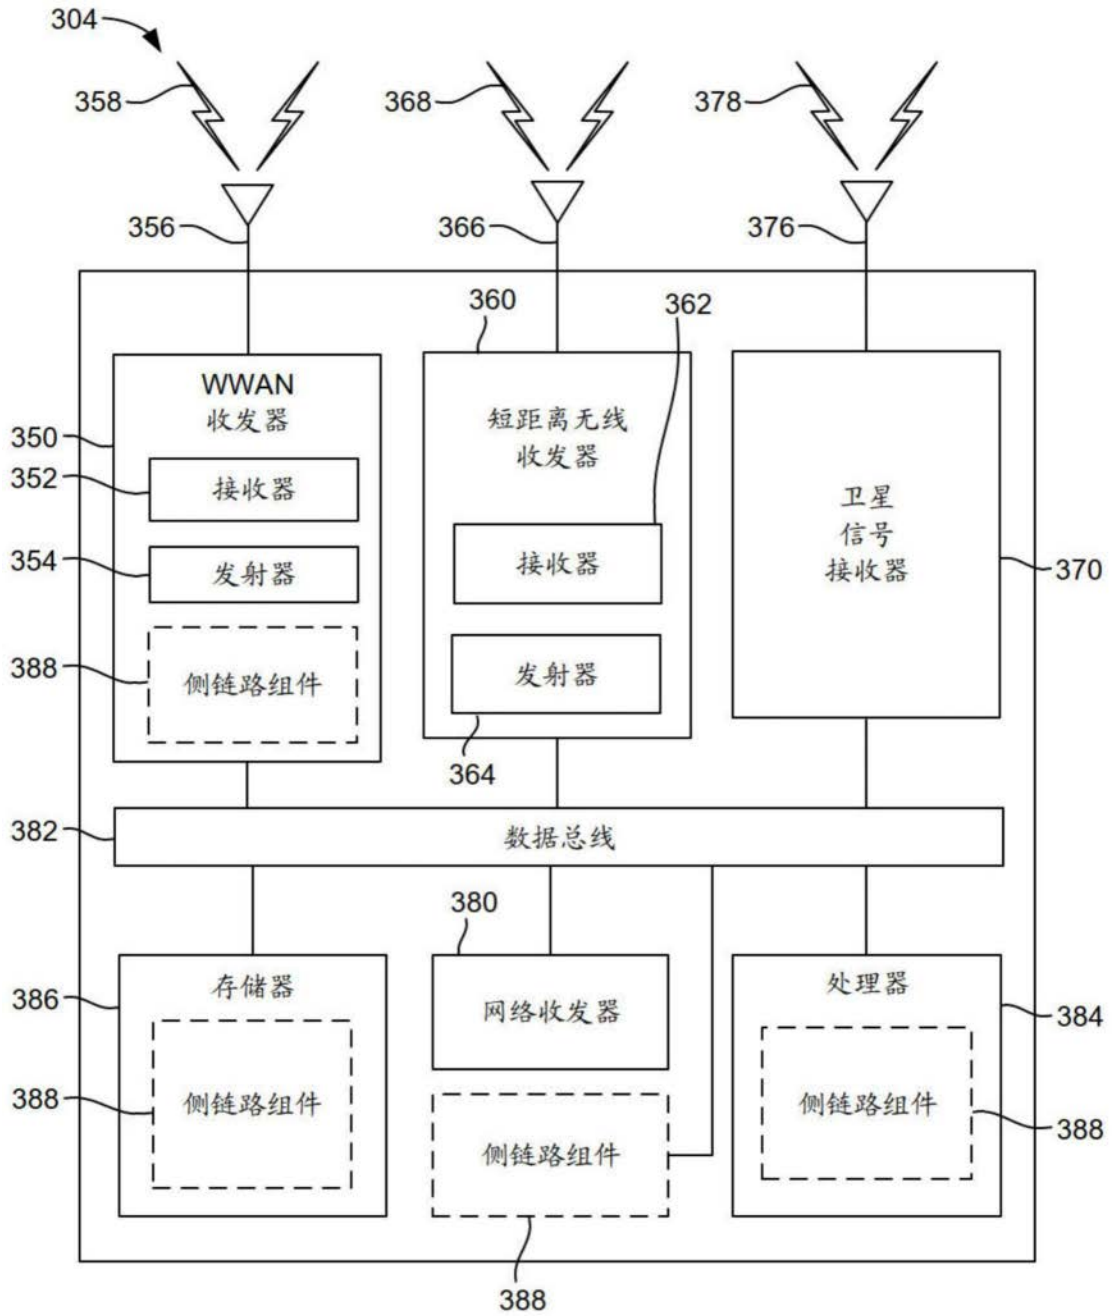 304
358
368
378
356
366
376
360
362
WWAN
收发器
350
352
接收器
354
发射器
388
侧链路组件
短距离无线
收发器
接收器
发射器
364
卫星
信号
接收器
370
382
数据总线
380
386
存储器
388
侧链路组件
网络收发器
侧链路组件
388
处理器
384
侧链路组件
388